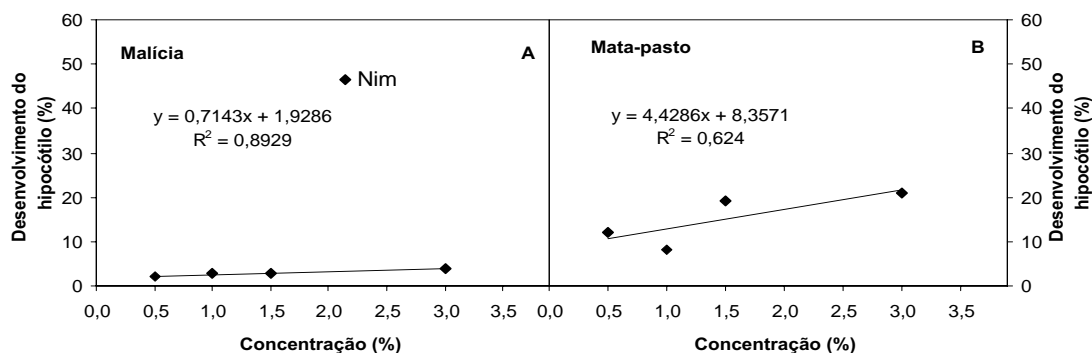 Malícia
A
Nim
y = 0,7143x + 1,9286
R² = 0,8929
Desenvolvimento do
hipocótilo (%)
60
50
40
30
20
10
0
0,0 0,5 1,0 1,5 2,0 2,5 3,0 3,5
Concentração (%)
Mata-pasto
B
y = 4,4286x + 8,3571
R² = 0,624
0,0 0,5 1,0 1,5 2,0 2,5 3,0 3,5
Concentração (%)
60
50
40
30
20
10
0
Desenvolvimento do
hipocótilo (%)